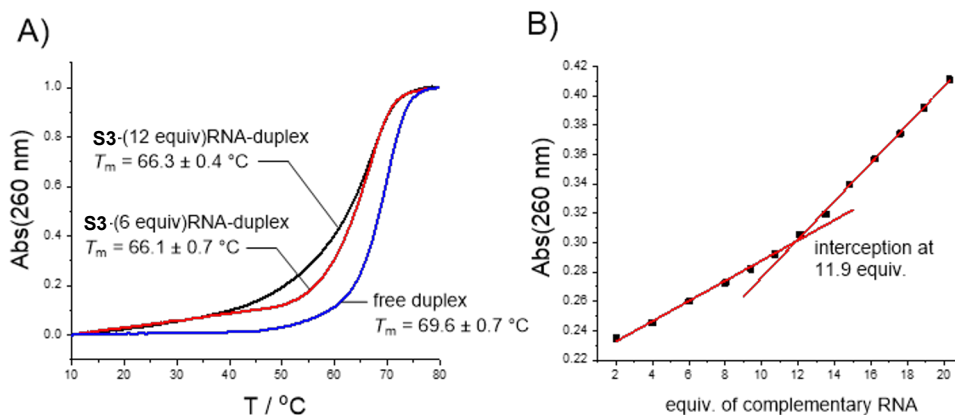 A)
Abs(260 nm)
1.0
0.8
0.6
0.4
0.2
0.0
S3·(12 equiv)RNA-duplex
Tm = 66.3 ± 0.4 °C
S3·(6 equiv)RNA-duplex
Tm = 66.1 ± 0.7 °C
free duplex
Tm = 69.6 ± 0.7 °C
10 20 30 40 50 60 70 80
T / °C
B)
Abs(260 nm)
0.42
0.40
0.38
0.36
0.34
0.32
0.30
0.28
0.26
0.24
0.22
interception at
11.9 equiv.
2 4 6 8 10 12 14 16 18 20
equiv. of complementary RNA